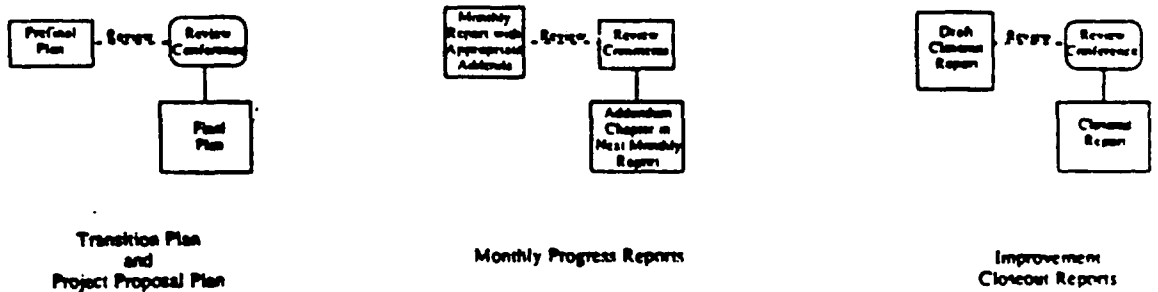 Prefinal
Plan
Review
Review
Conference
Final
Plan
Transition Plan
and
Project Proposal Plan
Monthly
Report with
Appropriate
Addenda
Review
Review
Comments
Addendum
Chapter in
Next Monthly
Report
Monthly Progress Reports
Draft
Closeout
Report
Review
Review
Conference
Closeout
Report
Improvement
Closeout Reports